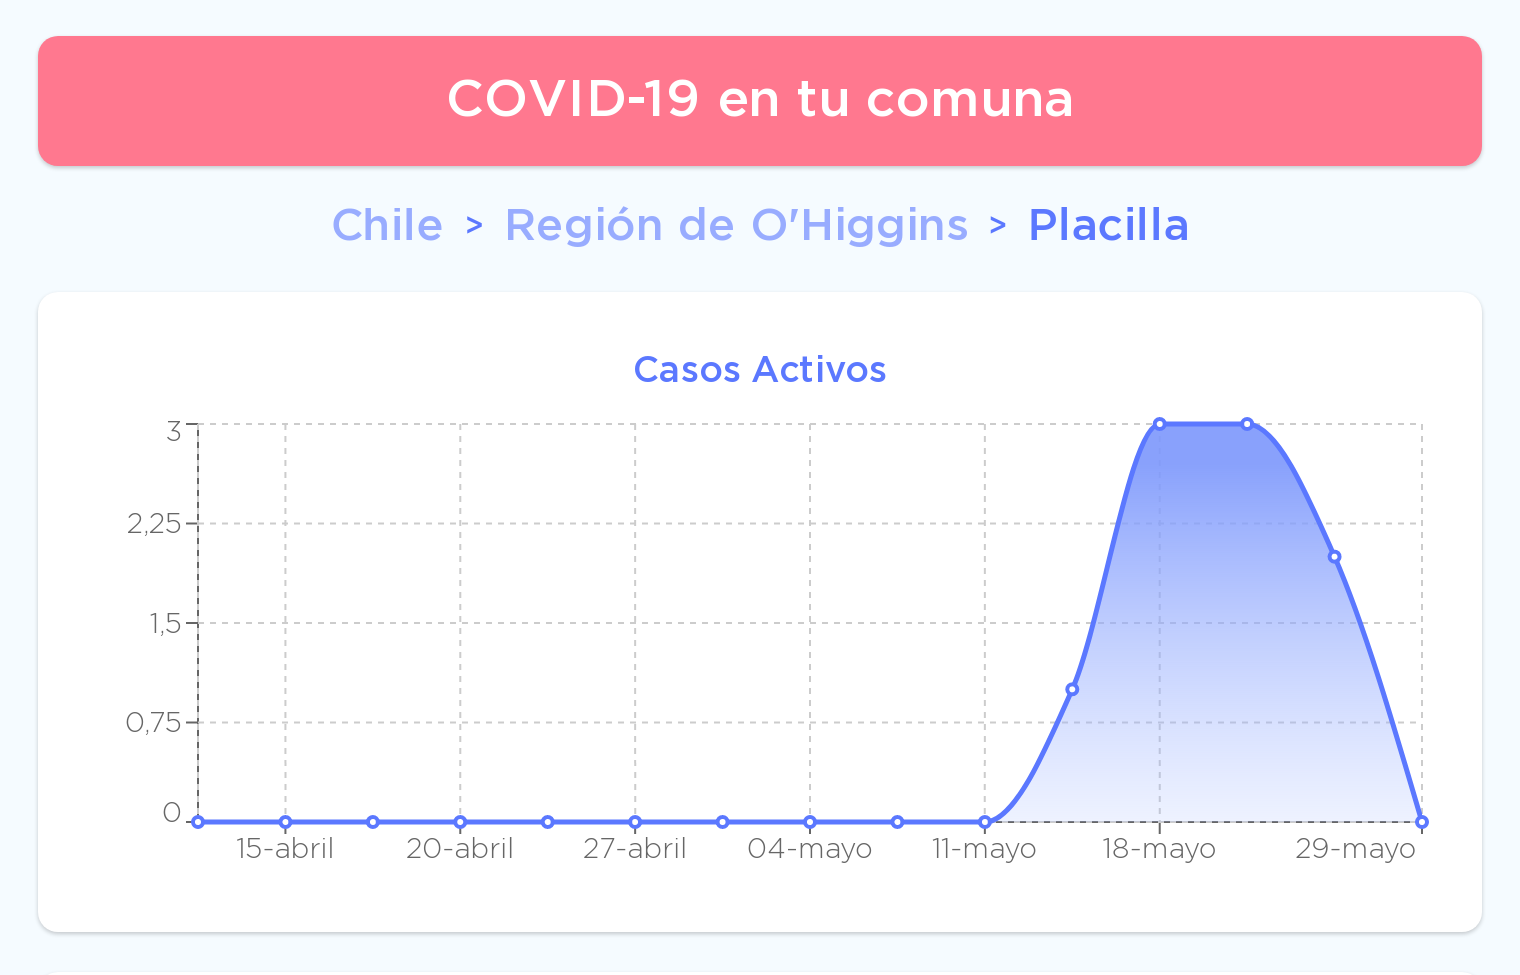 COVID-19 en tu comuna
Chile > Región de O'Higgins > Placilla
Casos Activos
3
2,25
1,5
0,75
0
15-abril 20-abril 27-abril 04-mayo 11-mayo 18-mayo 29-mayo